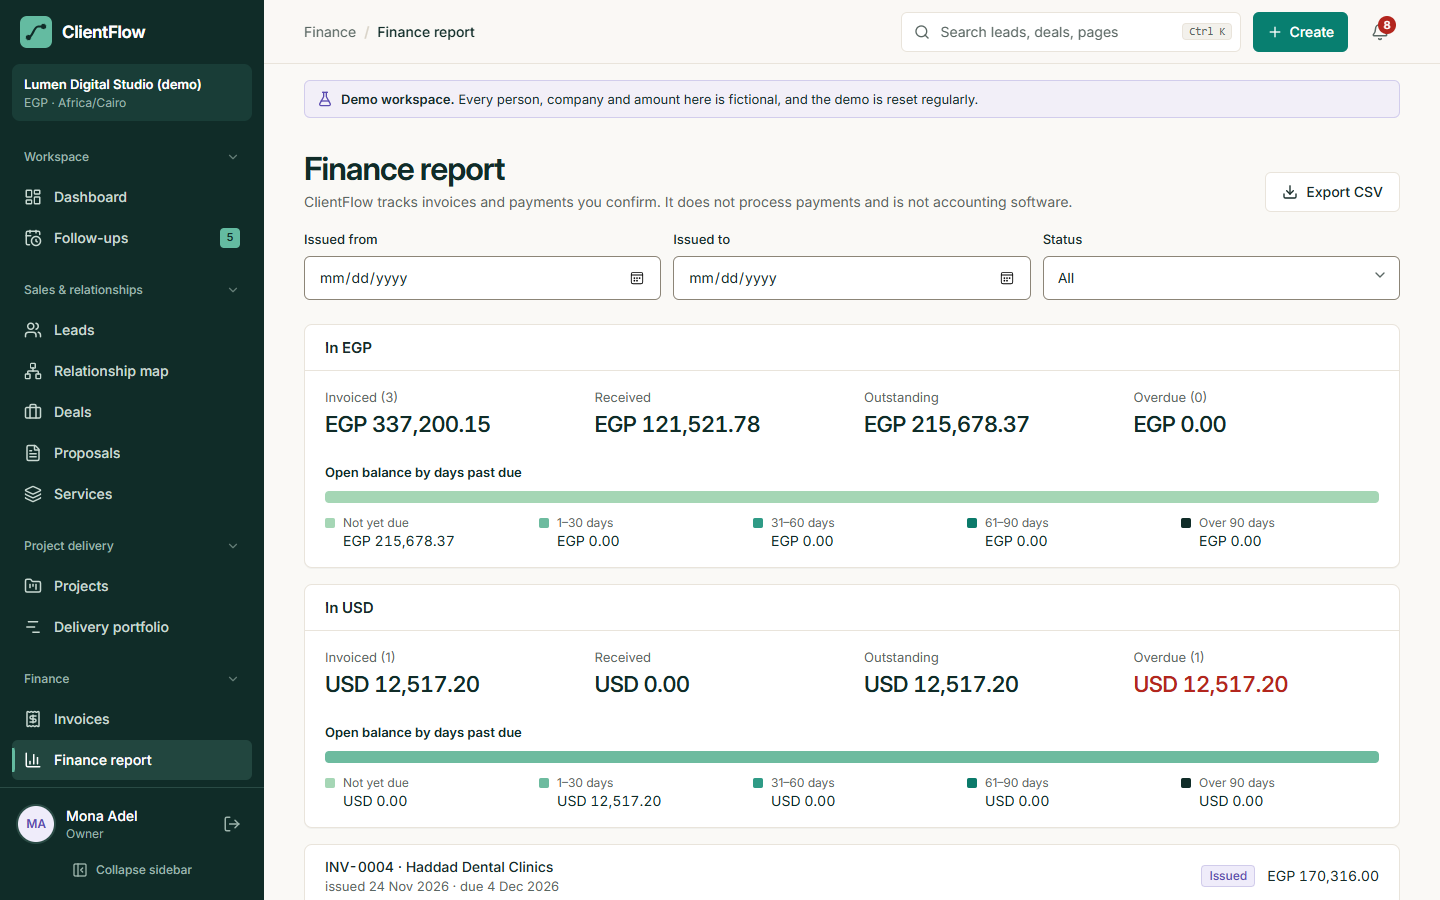 ClientFlow
Lumen Digital Studio (demo)
EGP · Africa/Cairo
Workspace
Dashboard
Follow-ups 5
Sales & relationships
Leads
Relationship map
Deals
Proposals
Services
Project delivery
Projects
Delivery portfolio
Finance
Invoices
Finance report
MA
Mona Adel
Owner
Collapse sidebar
Finance / Finance report
Search leads, deals, pages Ctrl K
+ Create
8
Demo workspace. Every person, company and amount here is fictional, and the demo is reset regularly.
Finance report
ClientFlow tracks invoices and payments you confirm. It does not process payments and is not accounting software.
Export CSV
Issued from Issued to Status
mm/dd/yyyy mm/dd/yyyy All
In EGP
Invoiced (3) Received Outstanding Overdue (0)
EGP 337,200.15 EGP 121,521.78 EGP 215,678.37 EGP 0.00
Open balance by days past due
Not yet due 1–30 days 31–60 days 61–90 days Over 90 days
EGP 215,678.37 EGP 0.00 EGP 0.00 EGP 0.00 EGP 0.00
In USD
Invoiced (1) Received Outstanding Overdue (1)
USD 12,517.20 USD 0.00 USD 12,517.20 USD 12,517.20
Open balance by days past due
Not yet due 1–30 days 31–60 days 61–90 days Over 90 days
USD 0.00 USD 12,517.20 USD 0.00 USD 0.00 USD 0.00
INV-0004 · Haddad Dental Clinics
issued 24 Nov 2026 · due 4 Dec 2026
Issued EGP 170,316.00